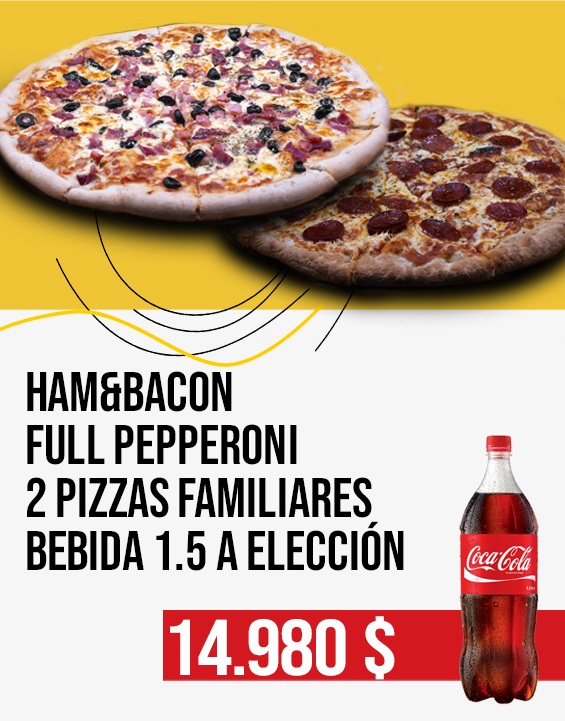 HAM&BACON
FULL PEPPERONI
2 PIZZAS FAMILIARES
BEBIDA 1.5 A ELECCIÓN
Coca-Cola
14.980 $